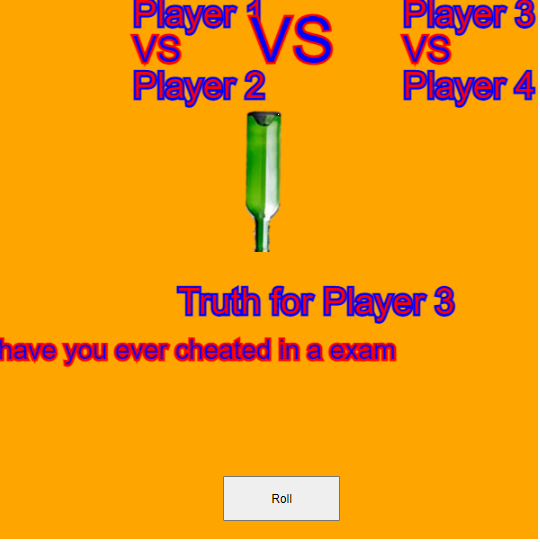 Player 1
VS
Player 2
VS
Player 3
VS
Player 4
Truth for Player 3
have you ever cheated in a exam
Roll